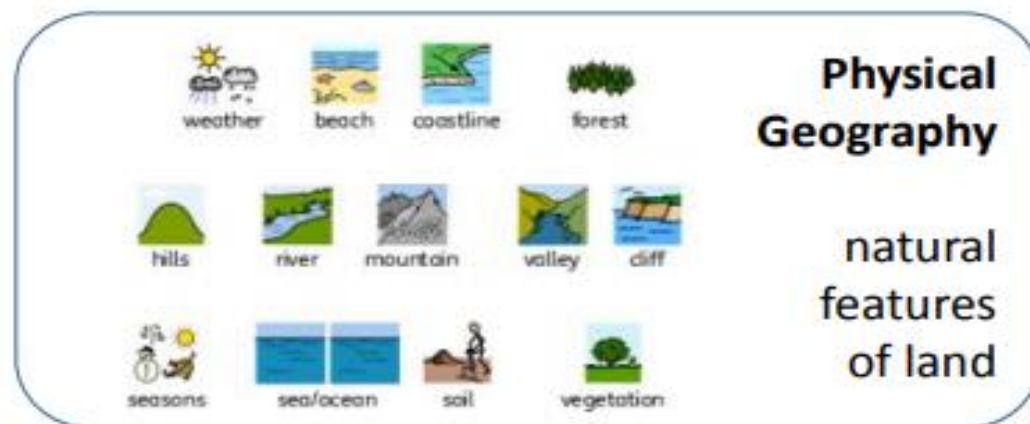 weather beach coastline forest
Physical
Geography
hills river mountain valley cliff
natural
features
of land
seasons sea/ocean soil vegetation